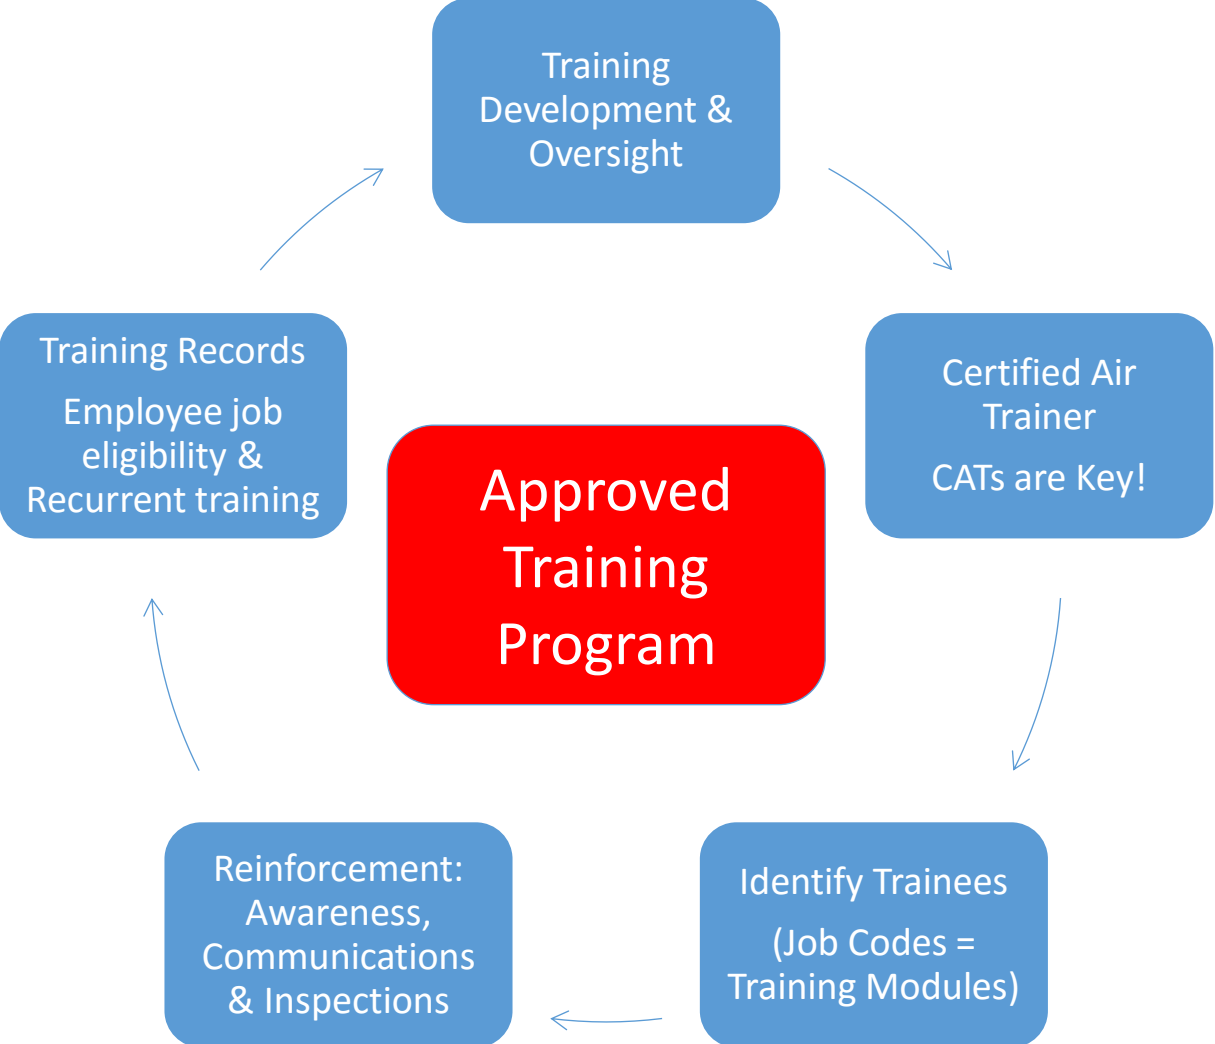 Training
Development &
Oversight
Certified Air
Trainer
CATs are Key!
Identify Trainees
(Job Codes =
Training Modules)
Reinforcement:
Awareness,
Communications
& Inspections
Training Records
Employee job
eligibility &
Recurrent training
Approved
Training
Program